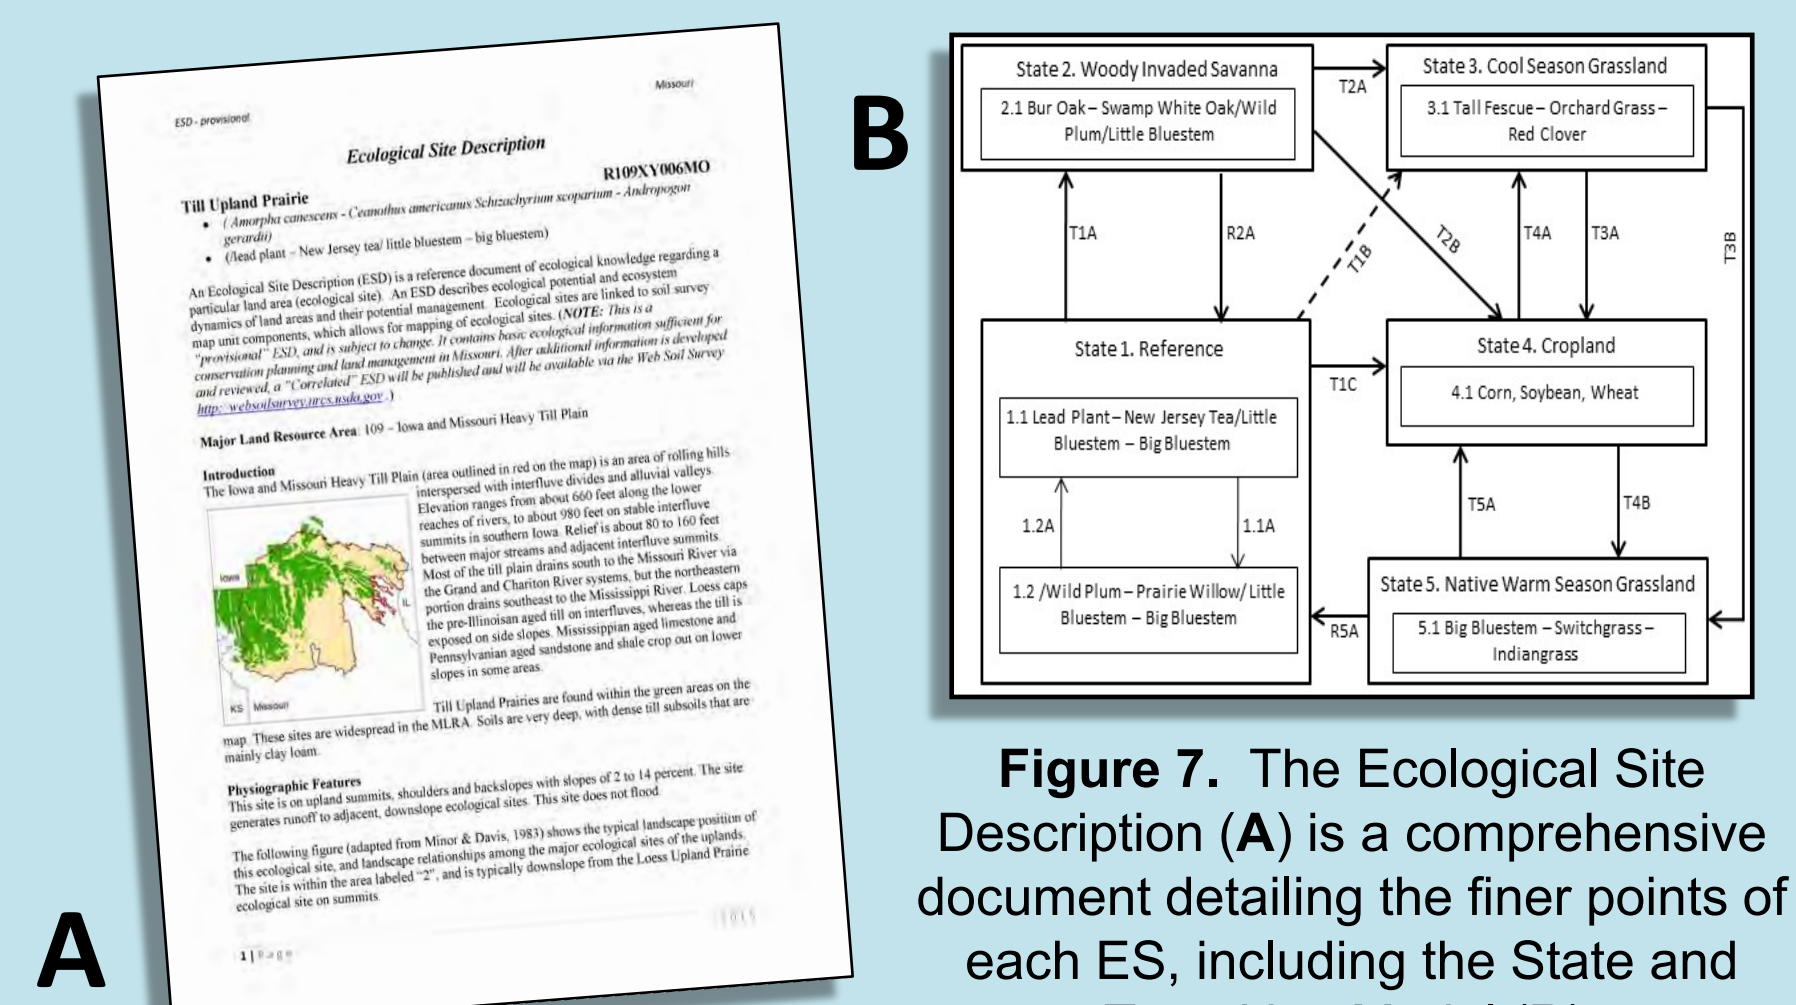 ESD - provisional
Missouri
Ecological Site Description
R109XY006MO
Till Upland Prairie
• (Amorpha canescens - Ceanothus americanus Schizachyrium scoparium - Andropogon
gerardii)
• (/lead plant – New Jersey tea/ little bluestem – big bluestem)
An Ecological Site Description (ESD) is a reference document of ecological knowledge regarding a
particular land area (ecological site). An ESD describes ecological potential and ecosystem
dynamics of land areas and their potential management. Ecological sites are linked to soil survey
map unit components, which allows for mapping of ecological sites. (NOTE: This is a
"provisional" ESD, and is subject to change. It contains basic ecological information sufficient for
conservation planning and land management in Missouri. After additional information is developed
and reviewed, a "Correlated" ESD will be published and will be available via the Web Soil Survey
http: websoilsurvey.nrcs.usda.gov .)
Major Land Resource Area: 109 – Iowa and Missouri Heavy Till Plain
Introduction
The Iowa and Missouri Heavy Till Plain (area outlined in red on the map) is an area of rolling hills
interspersed with interfluve divides and alluvial valleys.
Elevation ranges from about 660 feet along the lower
reaches of rivers, to about 980 feet on stable interfluve
summits in southern Iowa. Relief is about 80 to 160 feet
between major streams and adjacent interfluve summits.
Most of the till plain drains south to the Missouri River via
the Grand and Chariton River systems, but the northeastern
portion drains southeast to the Mississippi River. Loess caps
the pre-Illinoisan aged till on interfluves, whereas the till is
exposed on side slopes. Mississippian aged limestone and
Pennsylvanian aged sandstone and shale crop out on lower
slopes in some areas.
Iowa
IL
KS
Missouri
Till Upland Prairies are found within the green areas on the
map. These sites are widespread in the MLRA. Soils are very deep, with dense till subsoils that are
mainly clay loam.
Physiographic Features
This site is on upland summits, shoulders and backslopes with slopes of 2 to 14 percent. The site
generates runoff to adjacent, downslope ecological sites. This site does not flood.
The following figure (adapted from Minor & Davis, 1983) shows the typical landscape position of
this ecological site, and landscape relationships among the major ecological sites of the uplands.
The site is within the area labeled "2", and is typically downslope from the Loess Upland Prairie
ecological site on summits.
1 | Page
A
B
State 2. Woody Invaded Savanna
2.1 Bur Oak – Swamp White Oak/Wild
Plum/Little Bluestem
T2A
State 3. Cool Season Grassland
3.1 Tall Fescue – Orchard Grass –
Red Clover
T1A
R2A
T1B
T2B
T4A
T3A
T3B
State 1. Reference
1.1 Lead Plant – New Jersey Tea/Little
Bluestem – Big Bluestem
1.2A
1.1A
1.2 /Wild Plum – Prairie Willow/ Little
Bluestem – Big Bluestem
T1C
State 4. Cropland
4.1 Corn, Soybean, Wheat
T5A
T4B
R5A
State 5. Native Warm Season Grassland
5.1 Big Bluestem – Switchgrass –
Indiangrass
Figure 7. The Ecological Site
Description (A) is a comprehensive
document detailing the finer points of
each ES, including the State and